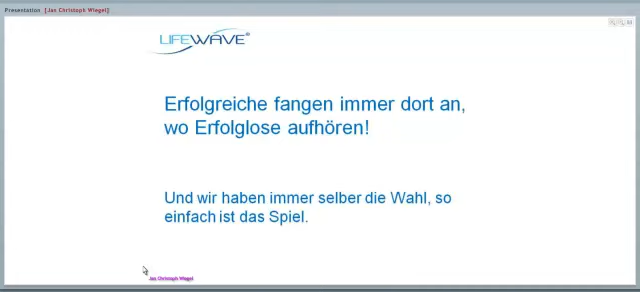 Presentation [Jan Christoph Wiegel]
LIFEWAVE®
Erfolgreiche fangen immer dort an,
wo Erfolglose aufhören!
Und wir haben immer selber die Wahl, so
einfach ist das Spiel.
Jan Christoph Wiegel